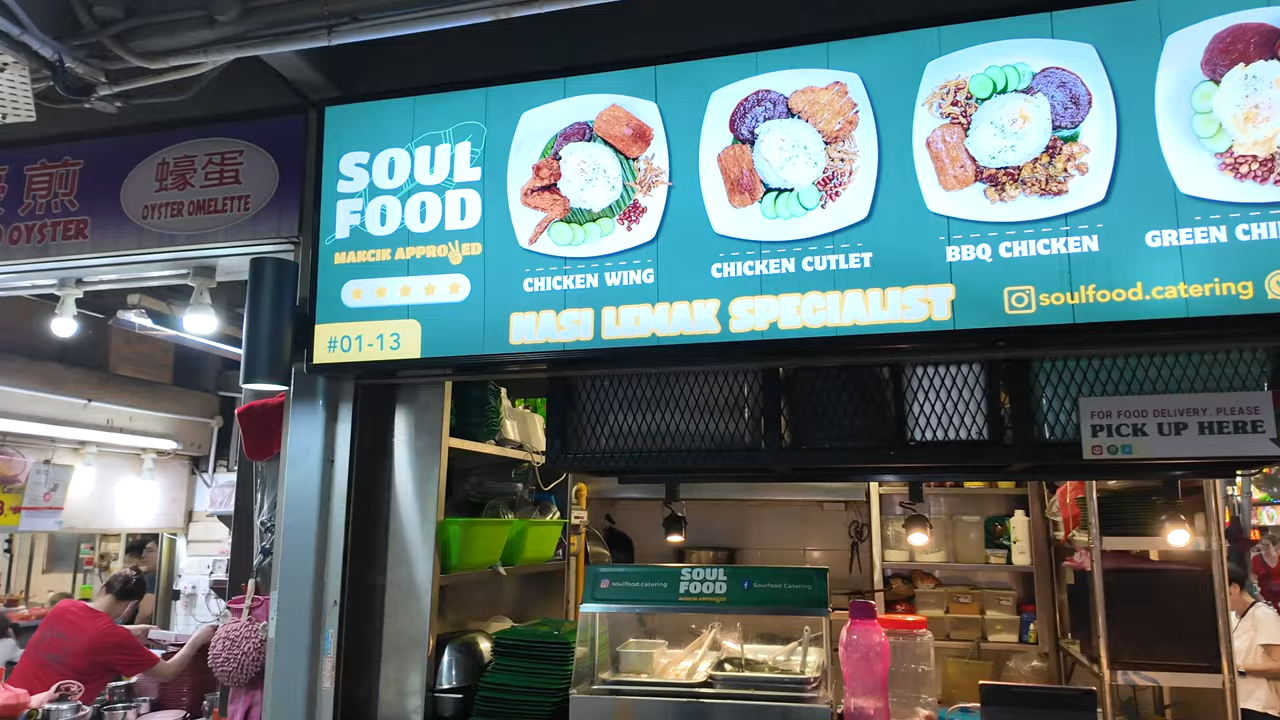 煎
D OYSTER
蠔蛋
OYSTER OMELETTE
SOUL
FOOD
MAKCIK APPROVED
#01-13
CHICKEN WING
CHICKEN CUTLET
BBQ CHICKEN
GREEN CHI
NASI LEMAK SPECIALIST
soulfood.catering
FOR FOOD DELIVERY, PLEASE
PICK UP HERE
soulfood.catering
SOUL
FOOD
MAKCIK APPROVED
Soulfood Catering